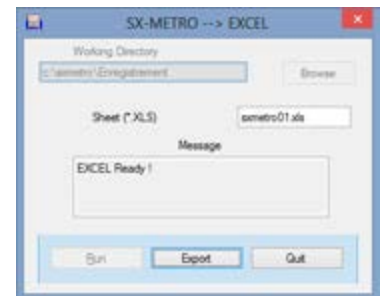 SX-METRO --> EXCEL
Working Directory
c:\sxmetro\Enregistrement
Browse
Sheet (*.XLS)
sxmetro01.xls
Message
EXCEL Ready !
Run
Export
Quit